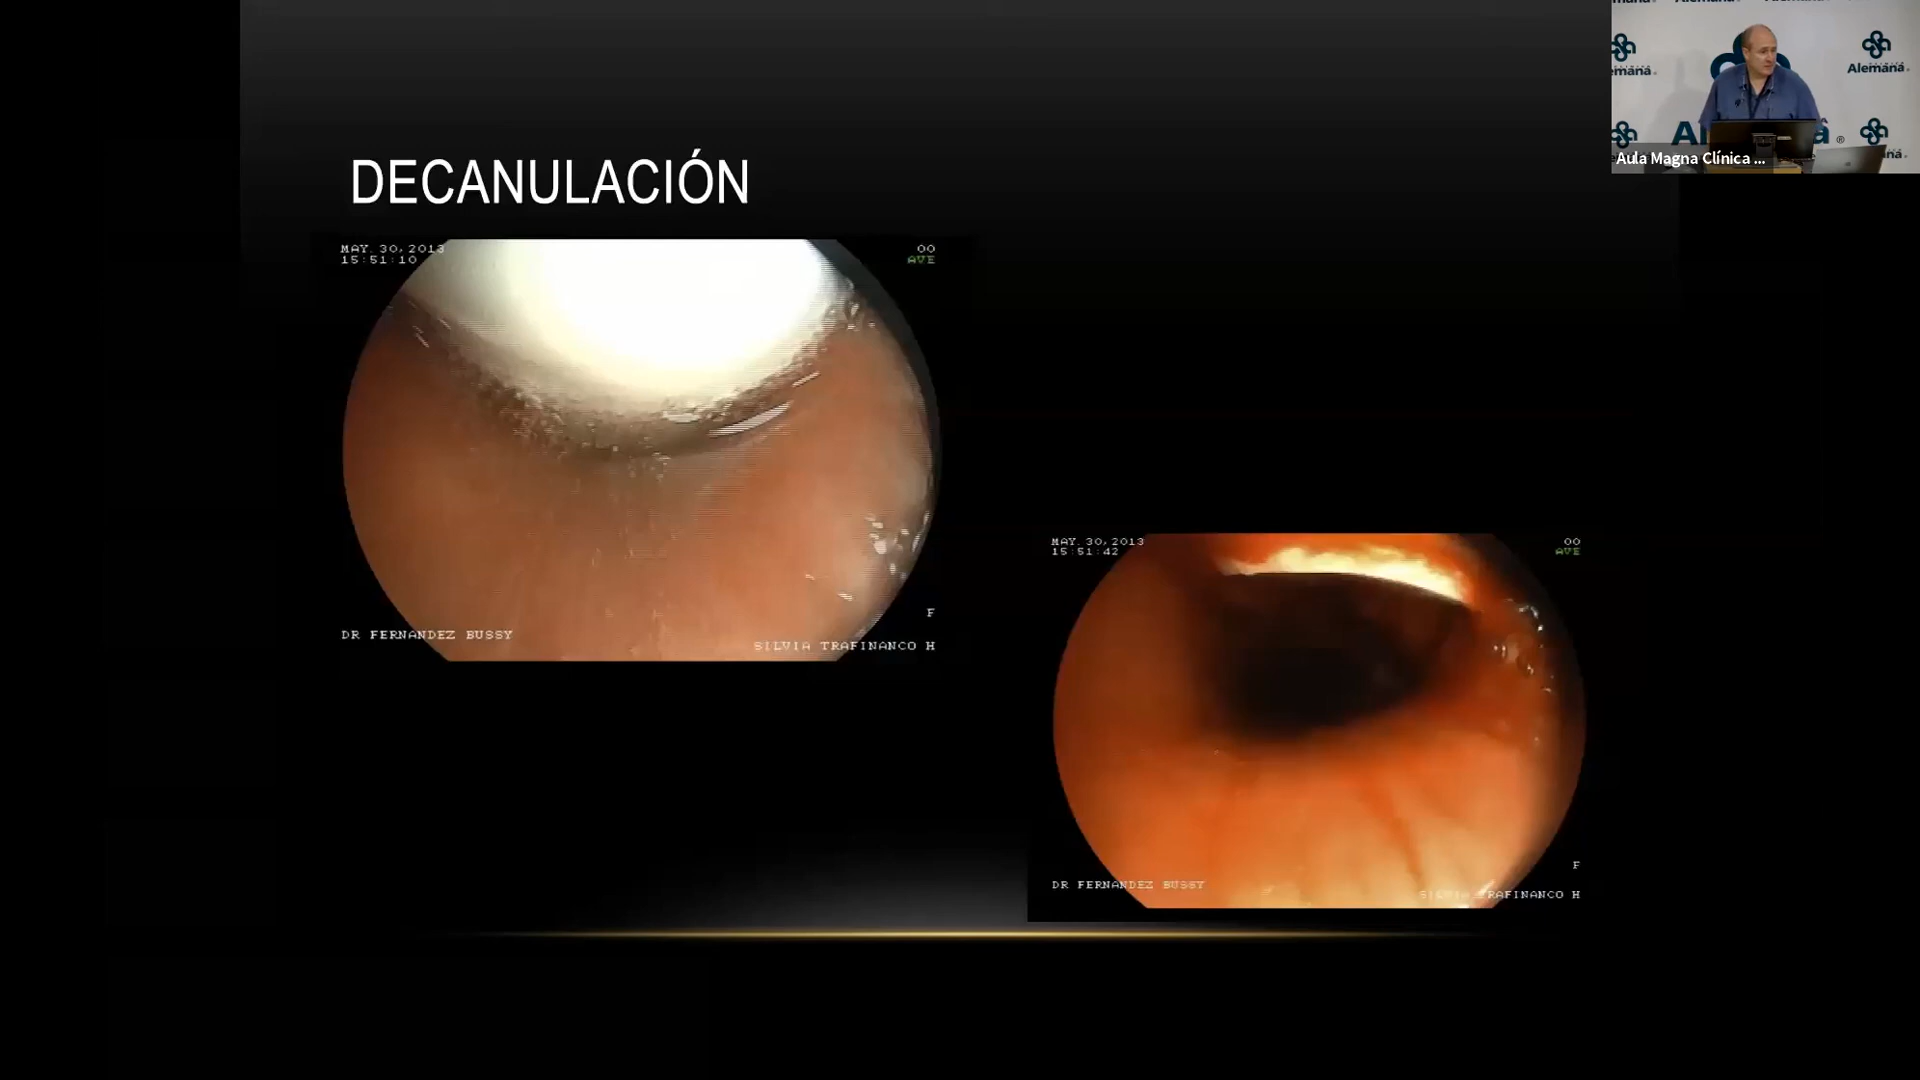 DECANULACIÓN
MAY.30,2013
15:51:10
00
AVE
F
DR FERNANDEZ BUSSY
SILVIA TRAFINANCO H
MAY.30,2013
15:51:42
00
AVE
F
DR FERNANDEZ BUSSY
TRAFINANCO H
Alemana
Alemana
Aula Magna Clínica ...